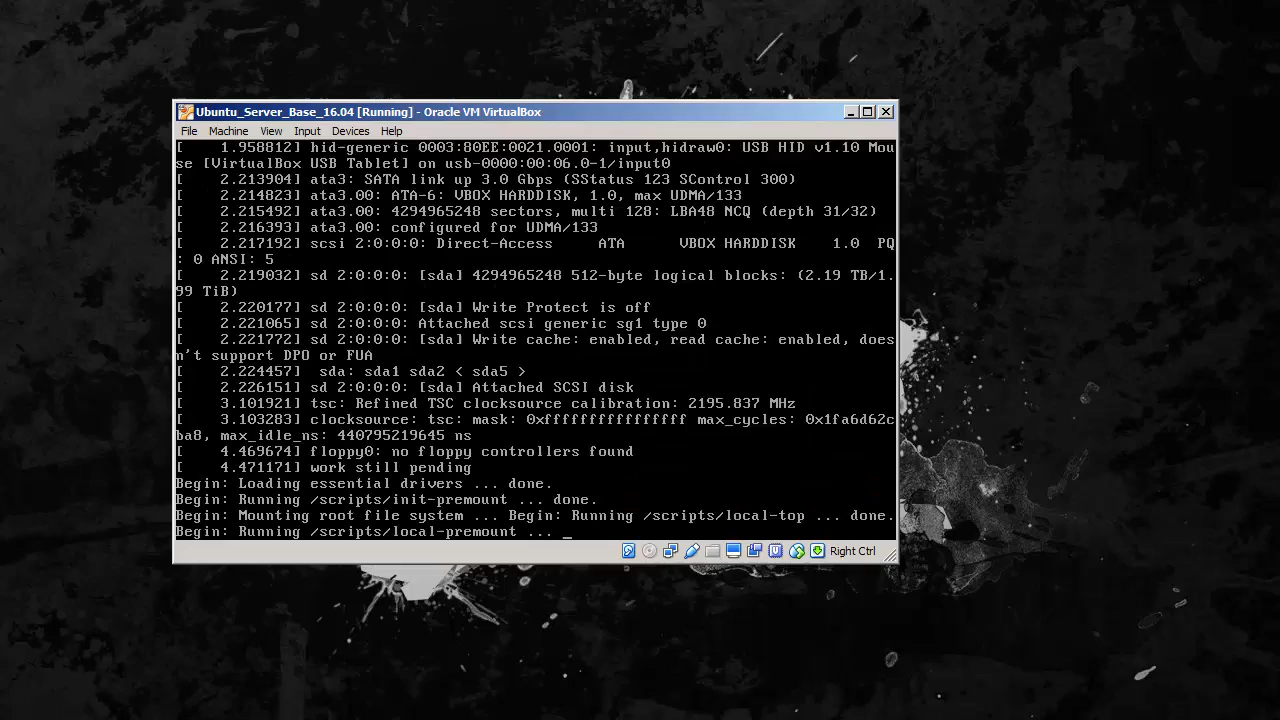 Ubuntu_Server_Base_16.04 [Running] - Oracle VM VirtualBox
File Machine View Input Devices Help
[    1.958812] hid-generic 0003:80EE:0021.0001: input,hidraw0: USB HID v1.10 Mou
se [VirtualBox USB Tablet] on usb-0000:00:06.0-1/input0
[    2.213904] ata3: SATA link up 3.0 Gbps (SStatus 123 SControl 300)
[    2.214823] ata3.00: ATA-6: VBOX HARDDISK, 1.0, max UDMA/133
[    2.215492] ata3.00: 4294965248 sectors, multi 128: LBA48 NCQ (depth 31/32)
[    2.216393] ata3.00: configured for UDMA/133
[    2.217192] scsi 2:0:0:0: Direct-Access     ATA      VBOX HARDDISK    1.0  PQ
: 0 ANSI: 5
[    2.219032] sd 2:0:0:0: [sda] 4294965248 512-byte logical blocks: (2.19 TB/1.
99 TiB)
[    2.220177] sd 2:0:0:0: [sda] Write Protect is off
[    2.221065] sd 2:0:0:0: Attached scsi generic sg1 type 0
[    2.221772] sd 2:0:0:0: [sda] Write cache: enabled, read cache: enabled, does
n't support DPO or FUA
[    2.224457]  sda: sda1 sda2 < sda5 >
[    2.226151] sd 2:0:0:0: [sda] Attached SCSI disk
[    3.101921] tsc: Refined TSC clocksource calibration: 2195.837 MHz
[    3.103283] clocksource: tsc: mask: 0xffffffffffffffff max_cycles: 0x1fa6d62c
ba8, max_idle_ns: 440795219645 ns
[    4.469674] floppy0: no floppy controllers found
[    4.471171] work still pending
Begin: Loading essential drivers ... done.
Begin: Running /scripts/init-premount ... done.
Begin: Mounting root file system ... Begin: Running /scripts/local-top ... done.
Begin: Running /scripts/local-premount ... _
Right Ctrl